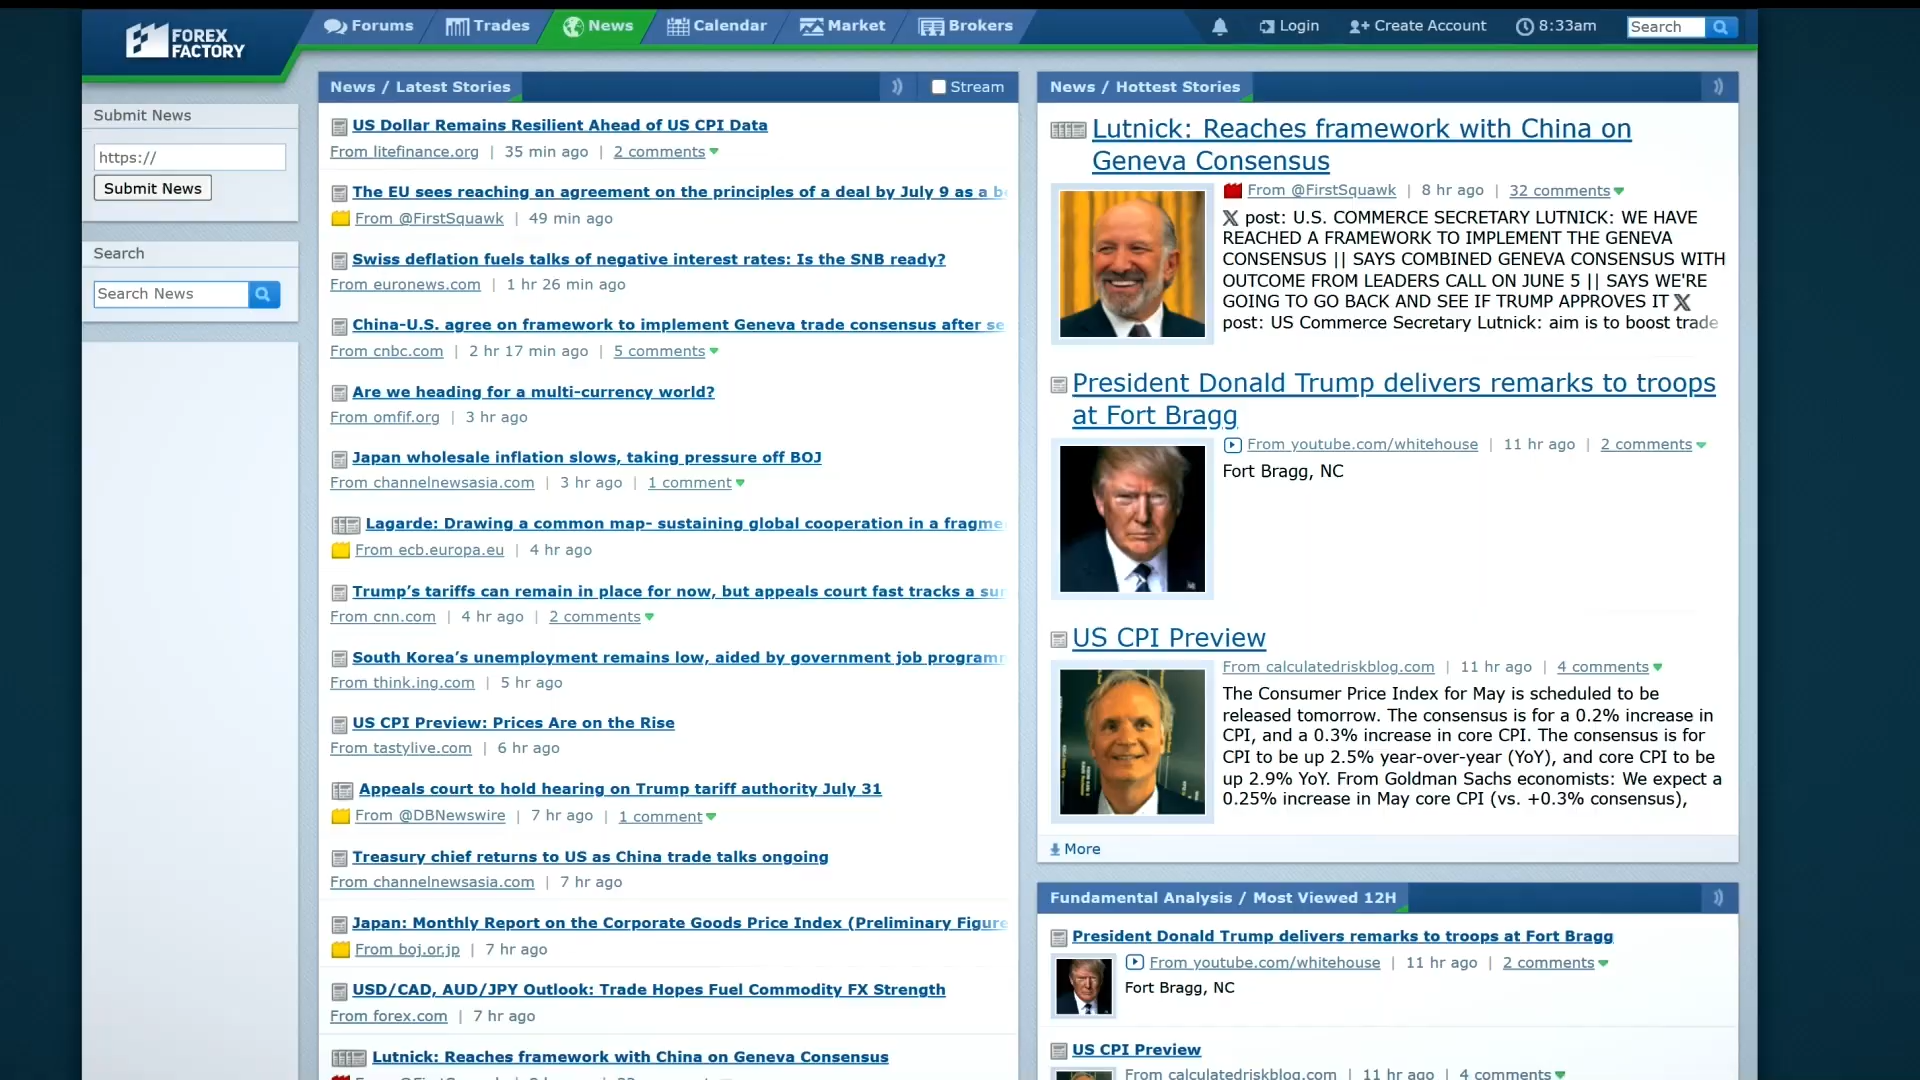 FOREX
FACTORY
Forums
Trades
News
Calendar
Market
Brokers
Login
Create Account
8:33am
Search
Submit News
https://
Submit News
Search
Search News
News / Latest Stories
Stream
US Dollar Remains Resilient Ahead of US CPI Data
From litefinance.org | 35 min ago | 2 comments
The EU sees reaching an agreement on the principles of a deal by July 9 as a b
From @FirstSquawk | 49 min ago
Swiss deflation fuels talks of negative interest rates: Is the SNB ready?
From euronews.com | 1 hr 26 min ago
China-U.S. agree on framework to implement Geneva trade consensus after se
From cnbc.com | 2 hr 17 min ago | 5 comments
Are we heading for a multi-currency world?
From omfif.org | 3 hr ago
Japan wholesale inflation slows, taking pressure off BOJ
From channelnewsasia.com | 3 hr ago | 1 comment
Lagarde: Drawing a common map- sustaining global cooperation in a fragme
From ecb.europa.eu | 4 hr ago
Trump's tariffs can remain in place for now, but appeals court fast tracks a su
From cnn.com | 4 hr ago | 2 comments
South Korea's unemployment remains low, aided by government job program
From think.ing.com | 5 hr ago
US CPI Preview: Prices Are on the Rise
From tastylive.com | 6 hr ago
Appeals court to hold hearing on Trump tariff authority July 31
From @DBNewswire | 7 hr ago | 1 comment
Treasury chief returns to US as China trade talks ongoing
From channelnewsasia.com | 7 hr ago
Japan: Monthly Report on the Corporate Goods Price Index (Preliminary Figure
From boj.or.jp | 7 hr ago
USD/CAD, AUD/JPY Outlook: Trade Hopes Fuel Commodity FX Strength
From forex.com | 7 hr ago
Lutnick: Reaches framework with China on Geneva Consensus
News / Hottest Stories
Lutnick: Reaches framework with China on
Geneva Consensus
From @FirstSquawk | 8 hr ago | 32 comments
X post: U.S. COMMERCE SECRETARY LUTNICK: WE HAVE
REACHED A FRAMEWORK TO IMPLEMENT THE GENEVA
CONSENSUS || SAYS COMBINED GENEVA CONSENSUS WITH
OUTCOME FROM LEADERS CALL ON JUNE 5 || SAYS WE'RE
GOING TO GO BACK AND SEE IF TRUMP APPROVES IT X
post: US Commerce Secretary Lutnick: aim is to boost trade
President Donald Trump delivers remarks to troops
at Fort Bragg
From youtube.com/whitehouse | 11 hr ago | 2 comments
Fort Bragg, NC
US CPI Preview
From calculatedriskblog.com | 11 hr ago | 4 comments
The Consumer Price Index for May is scheduled to be
released tomorrow. The consensus is for a 0.2% increase in
CPI, and a 0.3% increase in core CPI. The consensus is for
CPI to be up 2.5% year-over-year (YoY), and core CPI to be
up 2.9% YoY. From Goldman Sachs economists: We expect a
0.25% increase in May core CPI (vs. +0.3% consensus),
More
Fundamental Analysis / Most Viewed 12H
President Donald Trump delivers remarks to troops at Fort Bragg
From youtube.com/whitehouse | 11 hr ago | 2 comments
Fort Bragg, NC
US CPI Preview
From calculatedriskblog.com | 11 hr ago | 4 comments